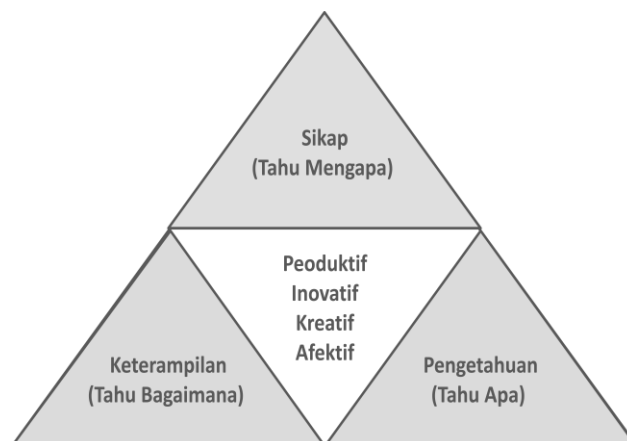 Sikap
(Tahu Mengapa)
Peoduktif
Inovatif
Kreatif
Afektif
Keterampilan
(Tahu Bagaimana)
Pengetahuan
(Tahu Apa)